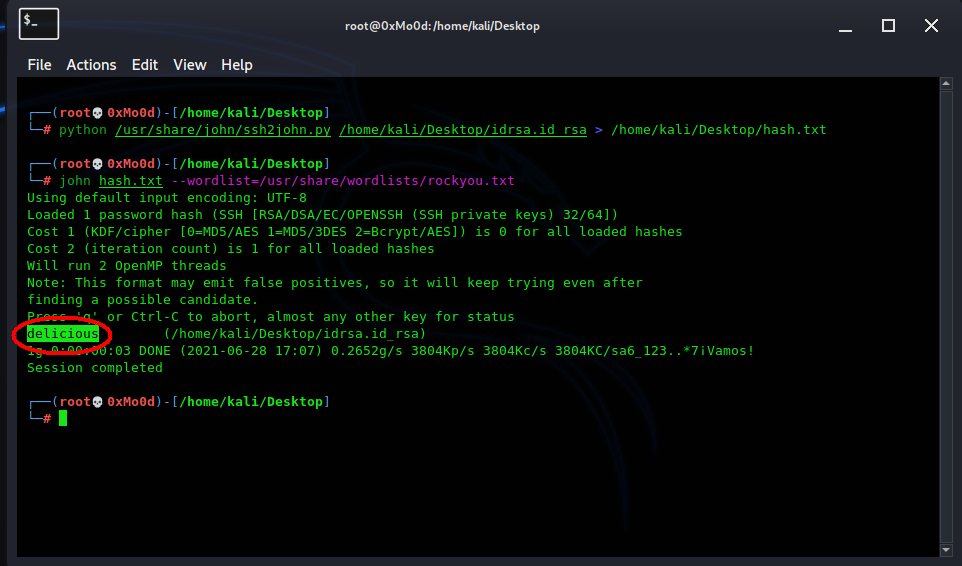 $_
root@0xMo0d: /home/kali/Desktop
File Actions Edit View Help
┌──(root💀0xMo0d)-[/home/kali/Desktop]
└─# python /usr/share/john/ssh2john.py /home/kali/Desktop/idrsa.id_rsa > /home/kali/Desktop/hash.txt
┌──(root💀0xMo0d)-[/home/kali/Desktop]
└─# john hash.txt --wordlist=/usr/share/wordlists/rockyou.txt
Using default input encoding: UTF-8
Loaded 1 password hash (SSH [RSA/DSA/EC/OPENSSH (SSH private keys) 32/64])
Cost 1 (KDF/cipher [0=MD5/AES 1=MD5/3DES 2=Bcrypt/AES]) is 0 for all loaded hashes
Cost 2 (iteration count) is 1 for all loaded hashes
Will run 2 OpenMP threads
Note: This format may emit false positives, so it will keep trying even after
finding a possible candidate.
Press 'q' or Ctrl-C to abort, almost any other key for status
delicious (/home/kali/Desktop/idrsa.id_rsa)
1g 0:00:00:03 DONE (2021-06-28 17:07) 0.2652g/s 3804Kp/s 3804Kc/s 3804KC/sa6_123..*7¡Vamos!
Session completed
┌──(root💀0xMo0d)-[/home/kali/Desktop]
└─#